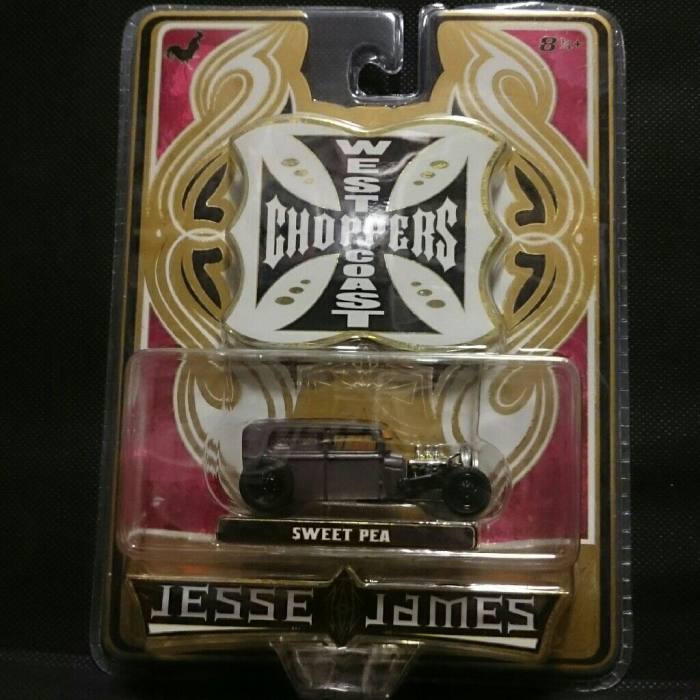 8+
WEST COAST
CHOPPERS
SWEET PEA
JESSE JAMES